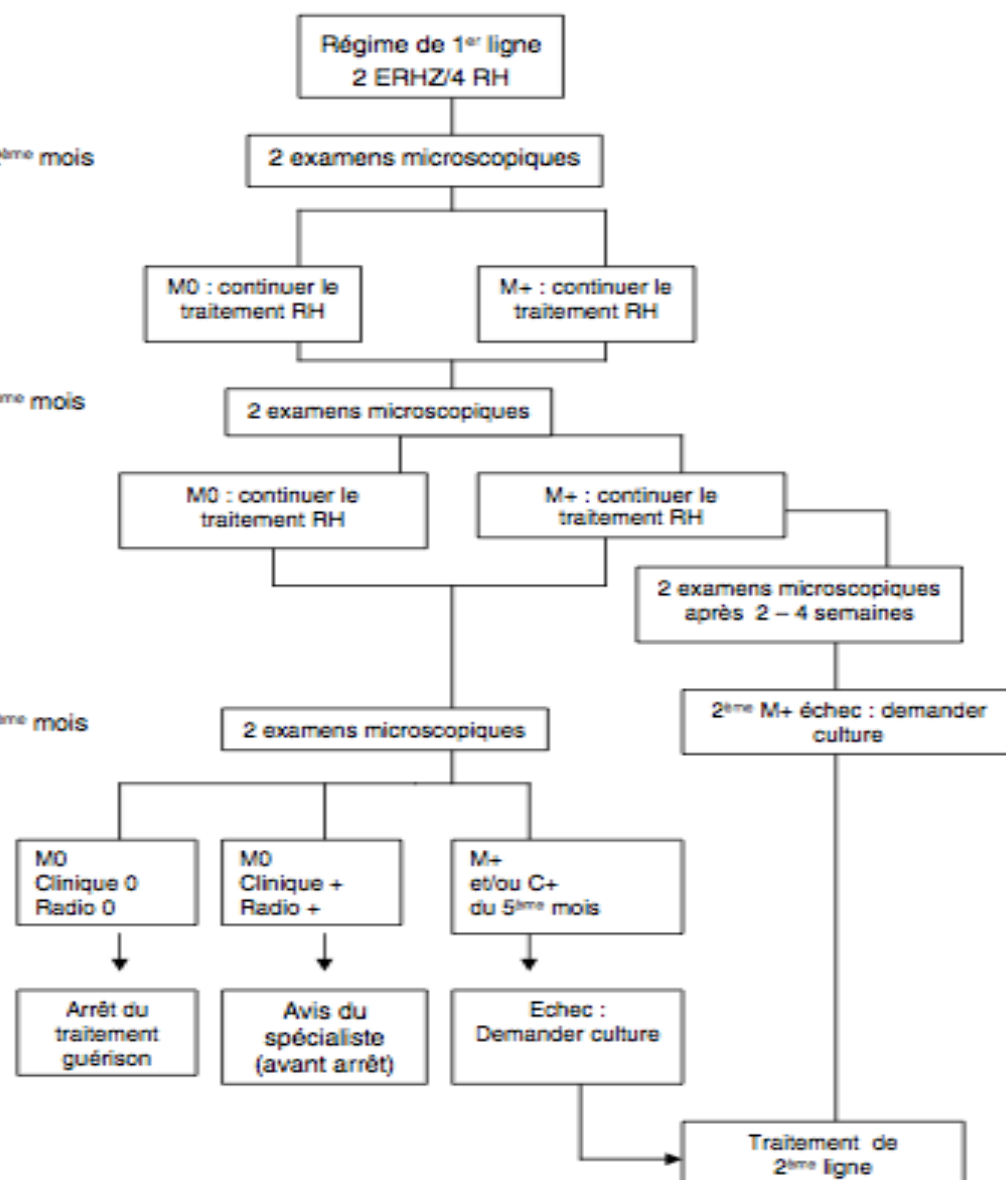 Régime de 1er ligne
2 ERHZ/4 RH
ème mois
2 examens microscopiques
M0 : continuer le
traitement RH
M+ : continuer le
traitement RH
ème mois
2 examens microscopiques
M0 : continuer le
traitement RH
M+ : continuer le
traitement RH
2 examens microscopiques
après 2 – 4 semaines
ème mois
2 examens microscopiques
2ème M+ échec : demander
culture
M0
Clinique 0
Radio 0
M0
Clinique +
Radio +
M+
et/ou C+
du 5ème mois
Arrêt du
traitement
guérison
Avis du
spécialiste
(avant arrêt)
Echec :
Demander culture
Traitement de
2ème ligne